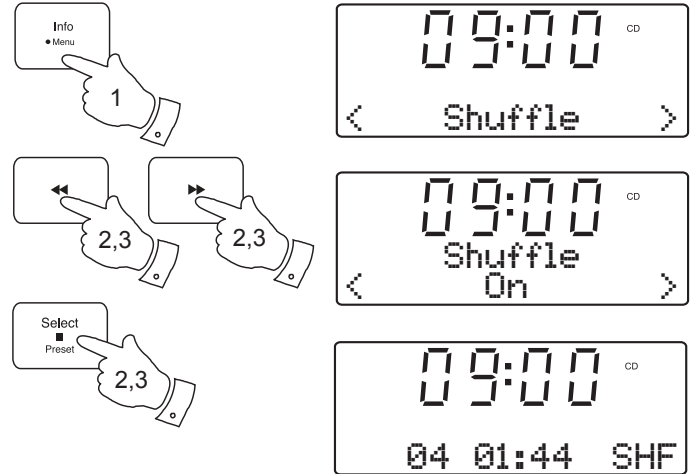 Info
• Menu
1
◀◀
▶▶
2,3
2,3
Select
■
Preset
2,3
09:00 CD
< Shuffle >
09:00 CD
Shuffle
< On >
09:00 CD
04 01:44 SHF